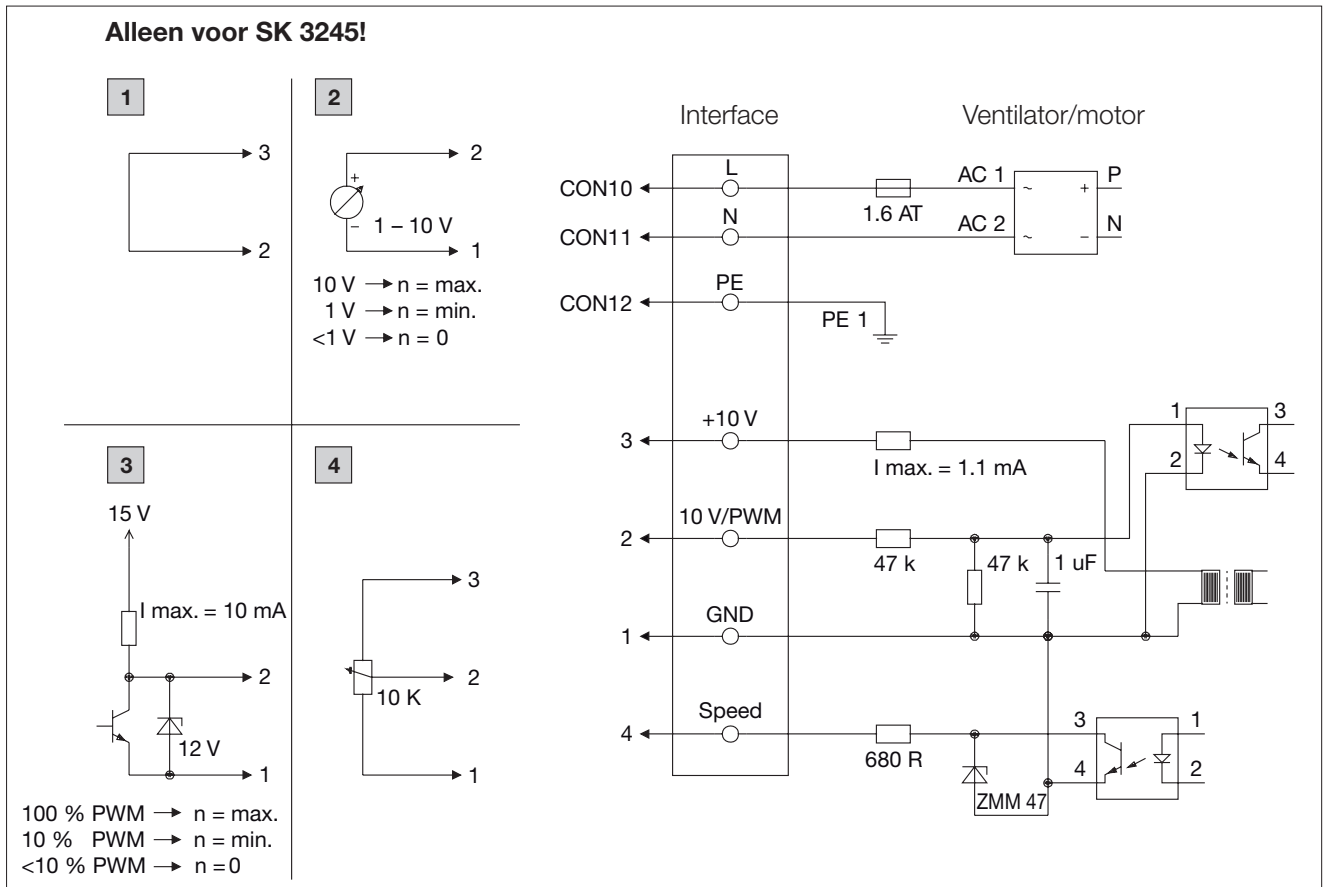 Alleen voor SK 3245!
1
3
2
2
+
–
1 – 10 V
2
1
10 V → n = max.
1 V → n = min.
<1 V → n = 0
3
15 V
I max. = 10 mA
2
12 V
1
100 % PWM → n = max.
10 % PWM → n = min.
<10 % PWM → n = 0
4
3
2
10 K
1
Interface
Ventilator/motor
CON10
L
1.6 AT
AC 1
~
+
P
CON11
N
AC 2
~
–
N
CON12
PE
PE 1
3
+10 V
I max. = 1.1 mA
1
2
3
4
2
10 V/PWM
47 k
47 k
1 uF
1
GND
4
Speed
680 R
ZMM 47
3
4
1
2